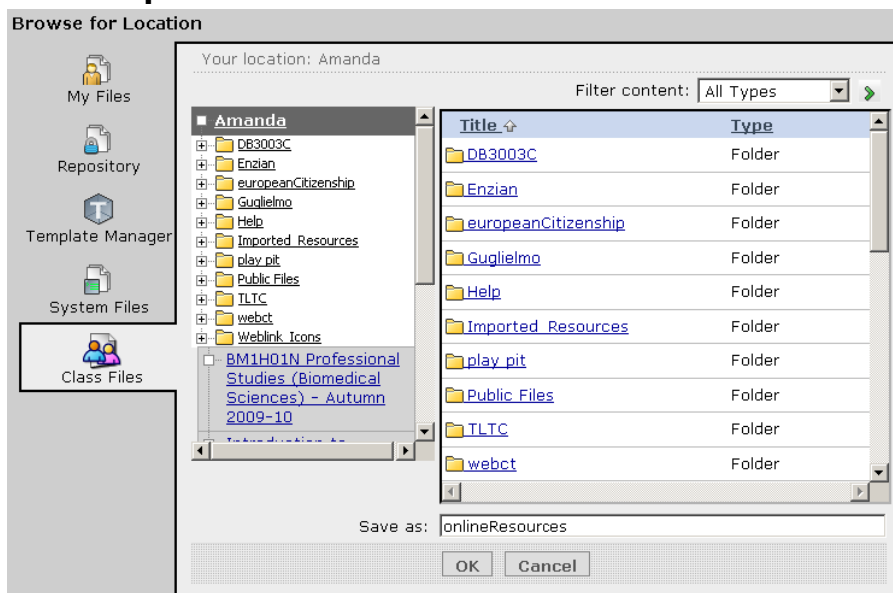 Browse for Location
My Files
Repository
Template Manager
System Files
Class Files
Your location: Amanda
Filter content: All Types
Amanda
DB3003C
Enzian
europeanCitizenship
Guglielmo
Help
Imported_Resources
play pit
Public Files
TLTC
webct
Weblink_Icons
BM1H01N Professional
Studies (Biomedical
Sciences) - Autumn
2009-10
Introduction to
Title Type
DB3003C Folder
Enzian Folder
europeanCitizenship Folder
Guglielmo Folder
Help Folder
Imported_Resources Folder
play pit Folder
Public Files Folder
TLTC Folder
webct Folder
Save as: onlineResources
OK Cancel